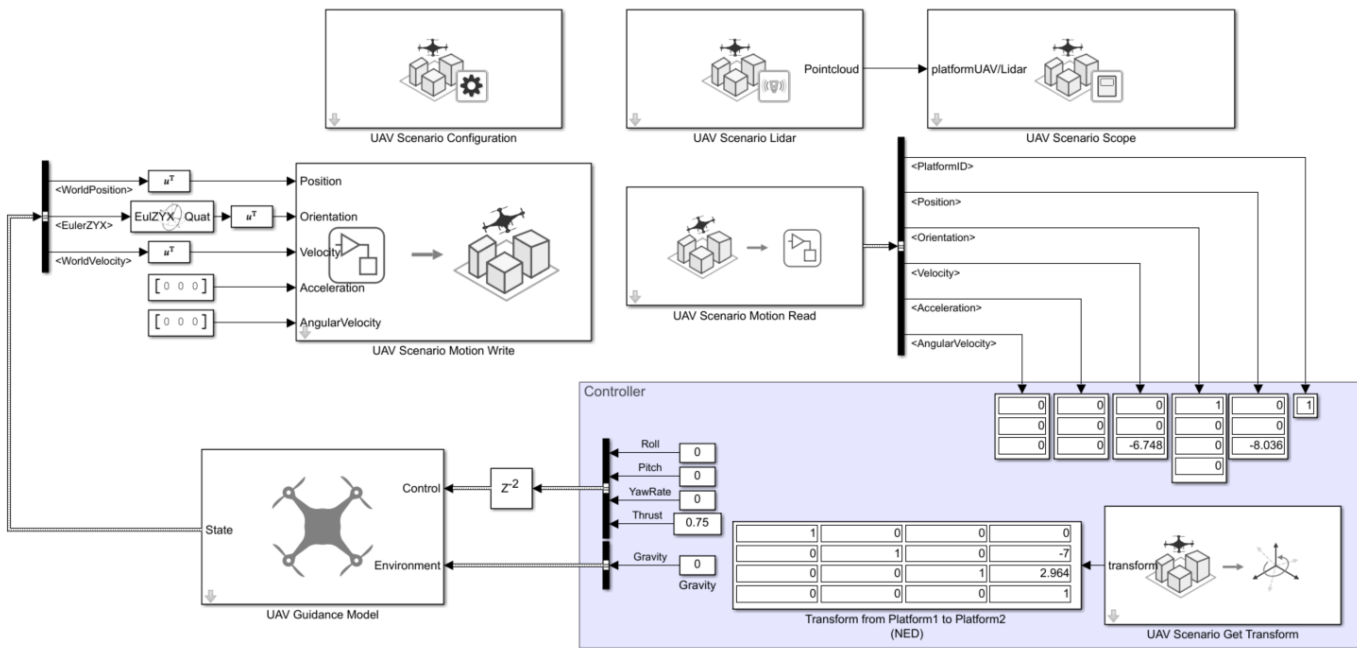 Pointcloud
platformUAV/Lidar
UAV Scenario Configuration
UAV Scenario Lidar
UAV Scenario Scope
<WorldPosition>
uT
Position
<EulerZYX>
EulZYX Quat
uT
Orientation
<WorldVelocity>
uT
Velocity
[0 0 0]
Acceleration
[0 0 0]
AngularVelocity
UAV Scenario Motion Write
UAV Scenario Motion Read
<PlatformID>
<Position>
<Orientation>
<Velocity>
<Acceleration>
<AngularVelocity>
Controller
0 0 0 1 0 1
0 0 0 0 0
0 0 -6.748 0 -8.036
0
Roll 0
Pitch 0
YawRate 0
Thrust 0.75
Gravity 0
Gravity
Z-2
Control
State
Environment
UAV Guidance Model
1 0 0 0
0 1 0 -7
0 0 1 2.964
0 0 0 1
Transform from Platform1 to Platform2
(NED)
transform
UAV Scenario Get Transform